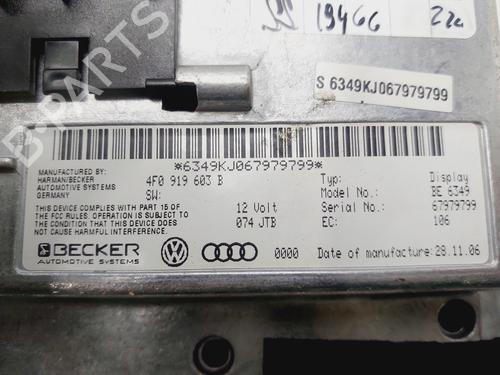 19466 22c
S 6349KJ067979799
*6349KJ067979799*
MANUFACTURED BY:
HARMAN/BECKER
AUTOMOTIVE SYSTEMS
GERMANY
4F0 919 603 B
SW:
Typ: Display
Model No.: BE 6349
Serial No.: 67979799
EC: 106
THIS DEVICE COMPLIES WITH PART 15 OF
THE FCC RULES. OPERATION IS SUBJECT
TO THE CONDITION THAT THIS DEVICE DOES
NOT CAUSE HARMFUL INTERFERENCE.
12 Volt
074 JTB
BECKER
AUTOMOTIVE SYSTEMS
0000
Date of manufacture: 28.11.06
B-PARTS